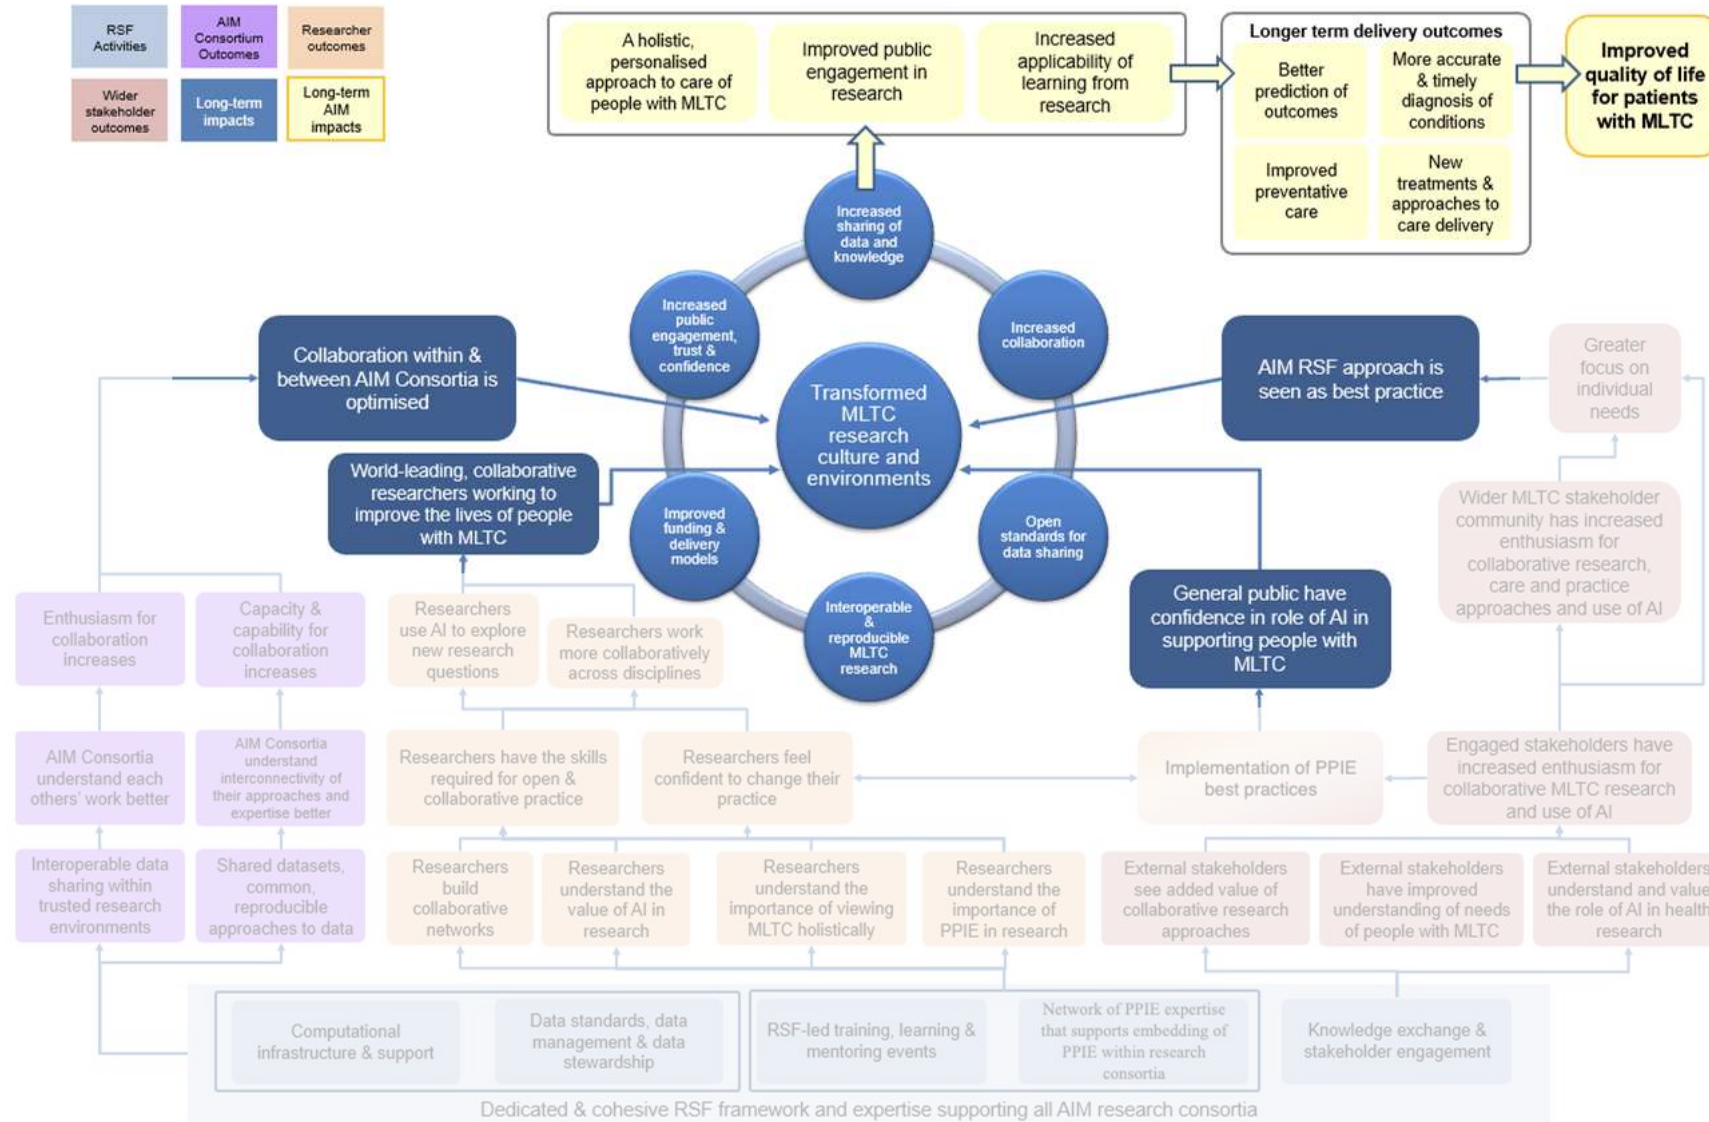 RSF
Activities
AIM
Consortium
Outcomes
Researcher
outcomes
Wider
stakeholder
outcomes
Long-term
impacts
Long-term
AIM
impacts
A holistic,
personalised
approach to care of
people with MLTC
Improved public
engagement in
research
Increased
applicability of
learning from
research
Longer term delivery outcomes
Better
prediction of
outcomes
More accurate
& timely
diagnosis of
conditions
Improved
preventative
care
New
treatments &
approaches to
care delivery
Improved
quality of life
for patients
with MLTC
Increased
sharing of
data and
knowledge
Increased
public
engagement,
trust &
confidence
Increased
collaboration
Transformed
MLTC
research
culture and
environments
Improved
funding &
delivery
models
Open
standards for
data sharing
Interoperable
&
reproducible
MLTC
research
Collaboration within &
between AIM Consortia is
optimised
World-leading, collaborative
researchers working to
improve the lives of people
with MLTC
AIM RSF approach is
seen as best practice
General public have
confidence in role of AI in
supporting people with
MLTC
Greater
focus on
individual
needs
Wider MLTC stakeholder
community has increased
enthusiasm for
collaborative research,
care and practice
approaches and use of AI
Enthusiasm for
collaboration
increases
Capacity &
capability for
collaboration
increases
Researchers
use AI to explore
new research
questions
Researchers work
more collaboratively
across disciplines
AIM Consortia
understand each
others' work better
AIM Consortia
understand
interconnectivity of
their approaches and
expertise better
Researchers have the skills
required for open &
collaborative practice
Researchers feel
confident to change their
practice
Implementation of PPIE
best practices
Engaged stakeholders have
increased enthusiasm for
collaborative MLTC research
and use of AI
Interoperable data
sharing within
trusted research
environments
Shared datasets,
common,
reproducible
approaches to data
Researchers
build
collaborative
networks
Researchers
understand the
value of AI in
research
Researchers
understand the
importance of viewing
MLTC holistically
Researchers
understand the
importance of
PPIE in research
External stakeholders
see added value of
collaborative research
approaches
External stakeholders
have improved
understanding of needs
of people with MLTC
External stakeholders
understand and value
the role of AI in health
research
Computational
infrastructure & support
Data standards, data
management & data
stewardship
RSF-led training, learning &
mentoring events
Network of PPIE expertise
that supports embedding of
PPIE within research
consortia
Knowledge exchange &
stakeholder engagement
Dedicated & cohesive RSF framework and expertise supporting all AIM research consortia